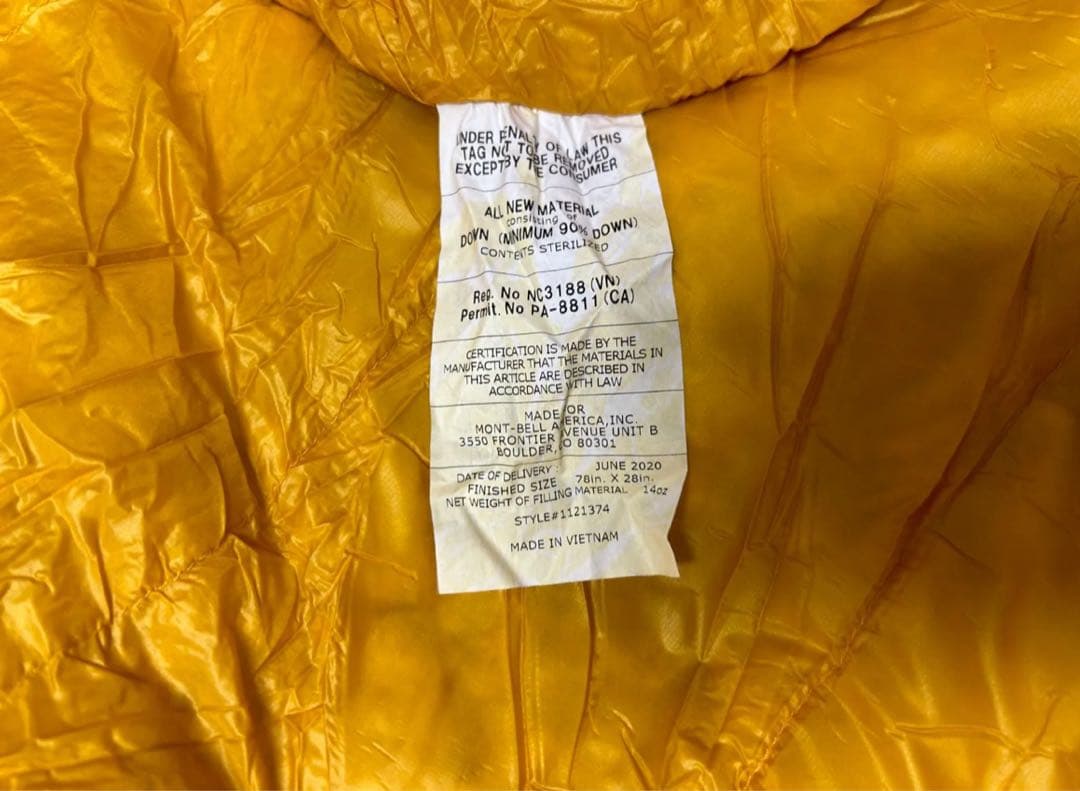 UNDER PENALTY OF LAW THIS
TAG NOT TO BE REMOVED
EXCEPT BY THE CONSUMER
ALL NEW MATERIAL
consisting of
DOWN (MINIMUM 90% DOWN)
CONTENTS STERILIZED
Reg. No NC3188 (VN)
Permit. No PA-8811 (CA)
CERTIFICATION IS MADE BY THE
MANUFACTURER THAT THE MATERIALS IN
THIS ARTICLE ARE DESCRIBED IN
ACCORDANCE WITH LAW
MADE FOR
MONT-BELL AMERICA, INC.
3550 FRONTIER AVENUE UNIT B
BOULDER, CO 80301
DATE OF DELIVERY : JUNE 2020
FINISHED SIZE 78in. X 28in.
NET WEIGHT OF FILLING MATERIAL 14oz
STYLE#1121374
MADE IN VIETNAM